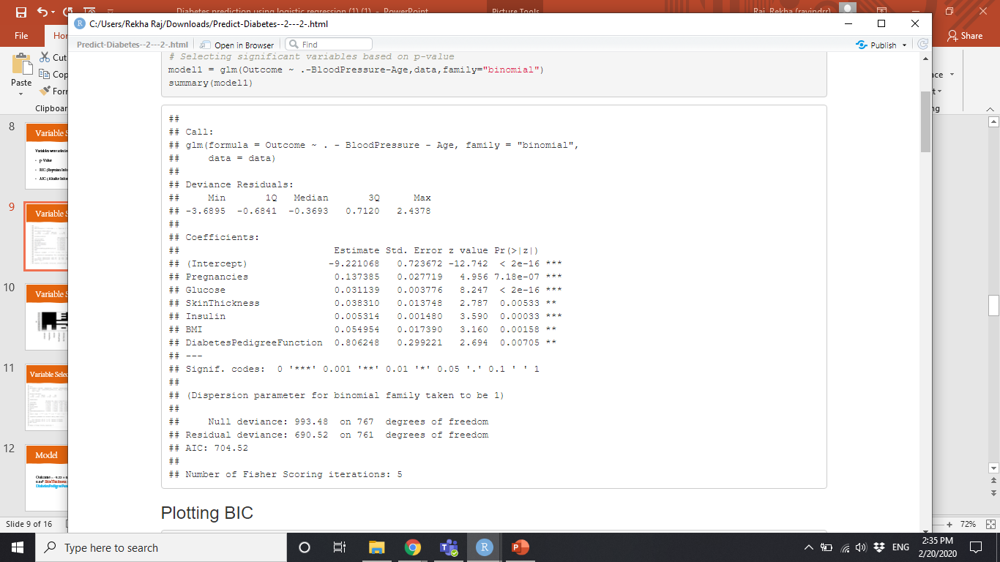 Diabetes prediction using logistic regression (1) (1) - PowerPoint
Picture Tools
Raj, Rekha (ravindr)
C:/Users/Rekha Raj/Downloads/Predict-Diabetes--2---2-.html
File
Share
Predict-Diabetes--2---2-.html
Open in Browser
Find
Publish
Cut
Paste
Clipboar
# Selecting significant variables based on p-value
model1 = glm(Outcome ~ .-BloodPressure-Age,data,family="binomial")
summary(model1)
##
## Call:
## glm(formula = Outcome ~ . - BloodPressure - Age, family = "binomial",
##     data = data)
##
## Deviance Residuals:
##     Min       1Q   Median       3Q      Max
## -3.6895  -0.6841  -0.3693   0.7120   2.4378
##
## Coefficients:
##                           Estimate Std. Error z value Pr(>|z|)
## (Intercept)              -9.221068   0.723672 -12.742  < 2e-16 ***
## Pregnancies               0.137385   0.027719   4.956 7.18e-07 ***
## Glucose                   0.031139   0.003776   8.247  < 2e-16 ***
## SkinThickness             0.038310   0.013748   2.787  0.00533 **
## Insulin                   0.005314   0.001480   3.590  0.00033 ***
## BMI                       0.054954   0.017390   3.160  0.00158 **
## DiabetesPedigreeFunction  0.806248   0.299221   2.694  0.00705 **
## ---
## Signif. codes:  0 '***' 0.001 '**' 0.01 '*' 0.05 '.' 0.1 ' ' 1
##
## (Dispersion parameter for binomial family taken to be 1)
##
##     Null deviance: 993.48  on 767  degrees of freedom
## Residual deviance: 690.52  on 761  degrees of freedom
## AIC: 704.52
##
## Number of Fisher Scoring iterations: 5
Plotting BIC
8
Variable S
p-Value
9
Variable S
10
Variable S
11
Variable Selec
12
Model
Slide 9 of 16
72%
Type here to search
ENG
2:35 PM
2/20/2020